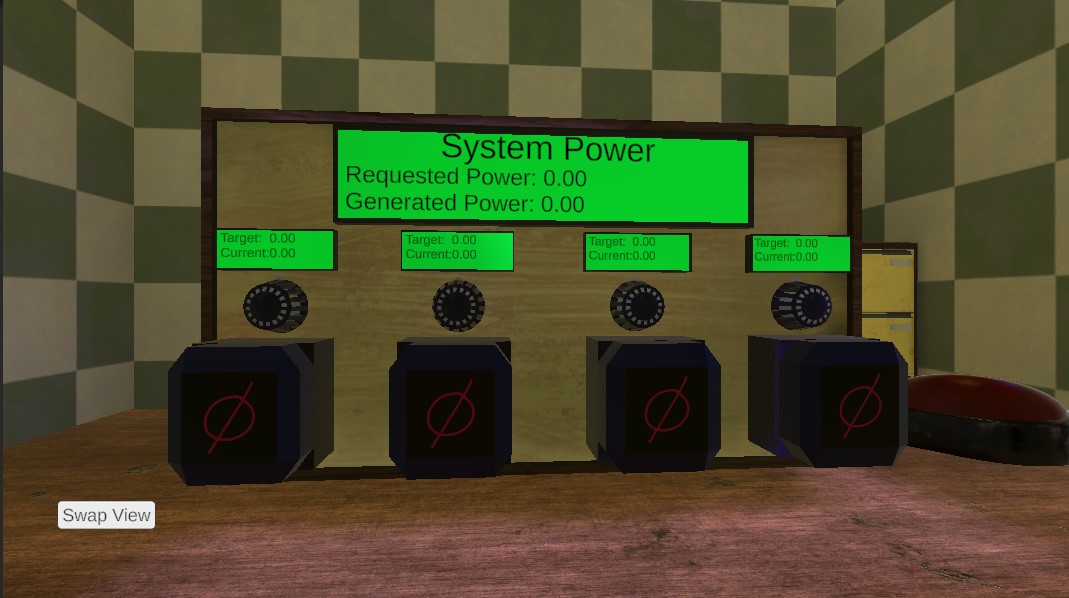 System Power
Requested Power: 0.00
Generated Power: 0.00
Target: 0.00
Current:0.00
Target: 0.00
Current:0.00
Target: 0.00
Current:0.00
Target: 0.00
Current:0.00
Swap View